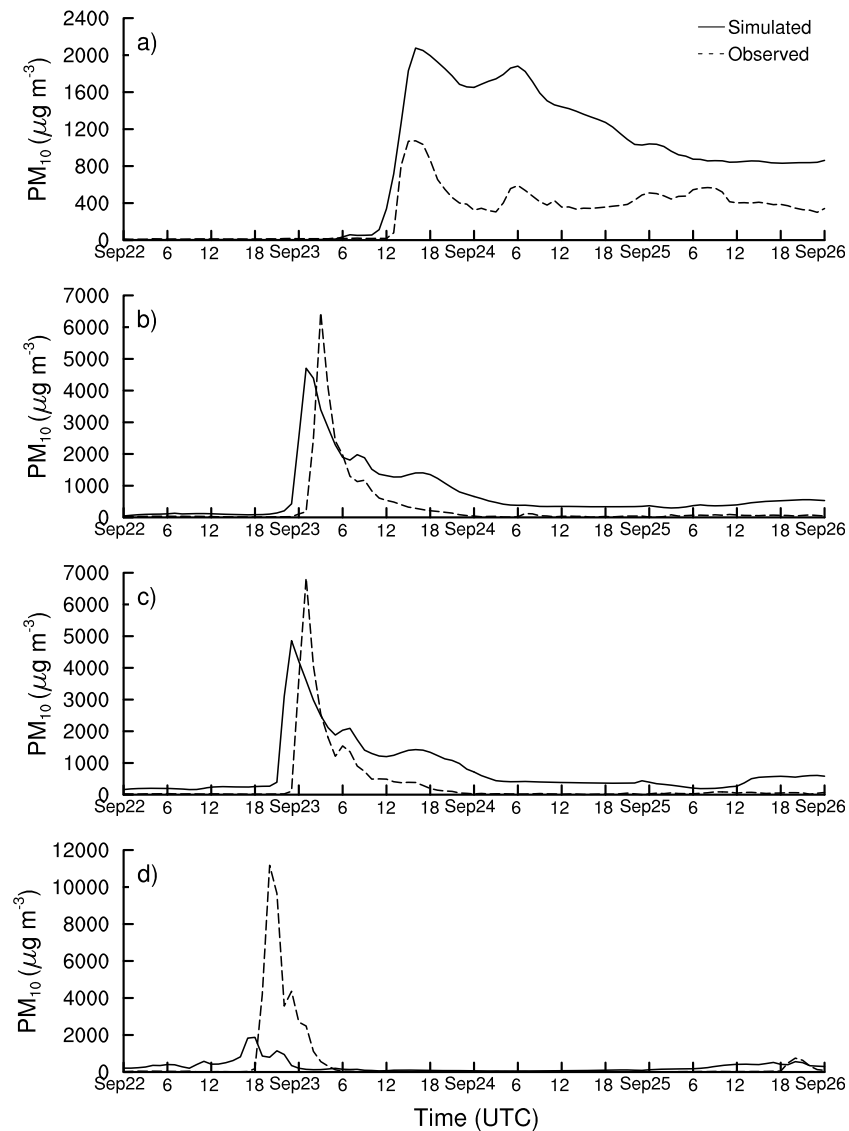 2400
a)
Simulated
2000
Observed
1600
1200
800
400
0
PM10 (μg m-3)
Sep22 6 12 18 Sep23 6 12 18 Sep24 6 12 18 Sep25 6 12 18 Sep26
7000
b)
6000
5000
4000
3000
2000
1000
0
PM10 (μg m-3)
Sep22 6 12 18 Sep23 6 12 18 Sep24 6 12 18 Sep25 6 12 18 Sep26
7000
c)
6000
5000
4000
3000
2000
1000
0
PM10 (μg m-3)
Sep22 6 12 18 Sep23 6 12 18 Sep24 6 12 18 Sep25 6 12 18 Sep26
12000
d)
10000
8000
6000
4000
2000
0
PM10 (μg m-3)
Sep22 6 12 18 Sep23 6 12 18 Sep24 6 12 18 Sep25 6 12 18 Sep26
Time (UTC)